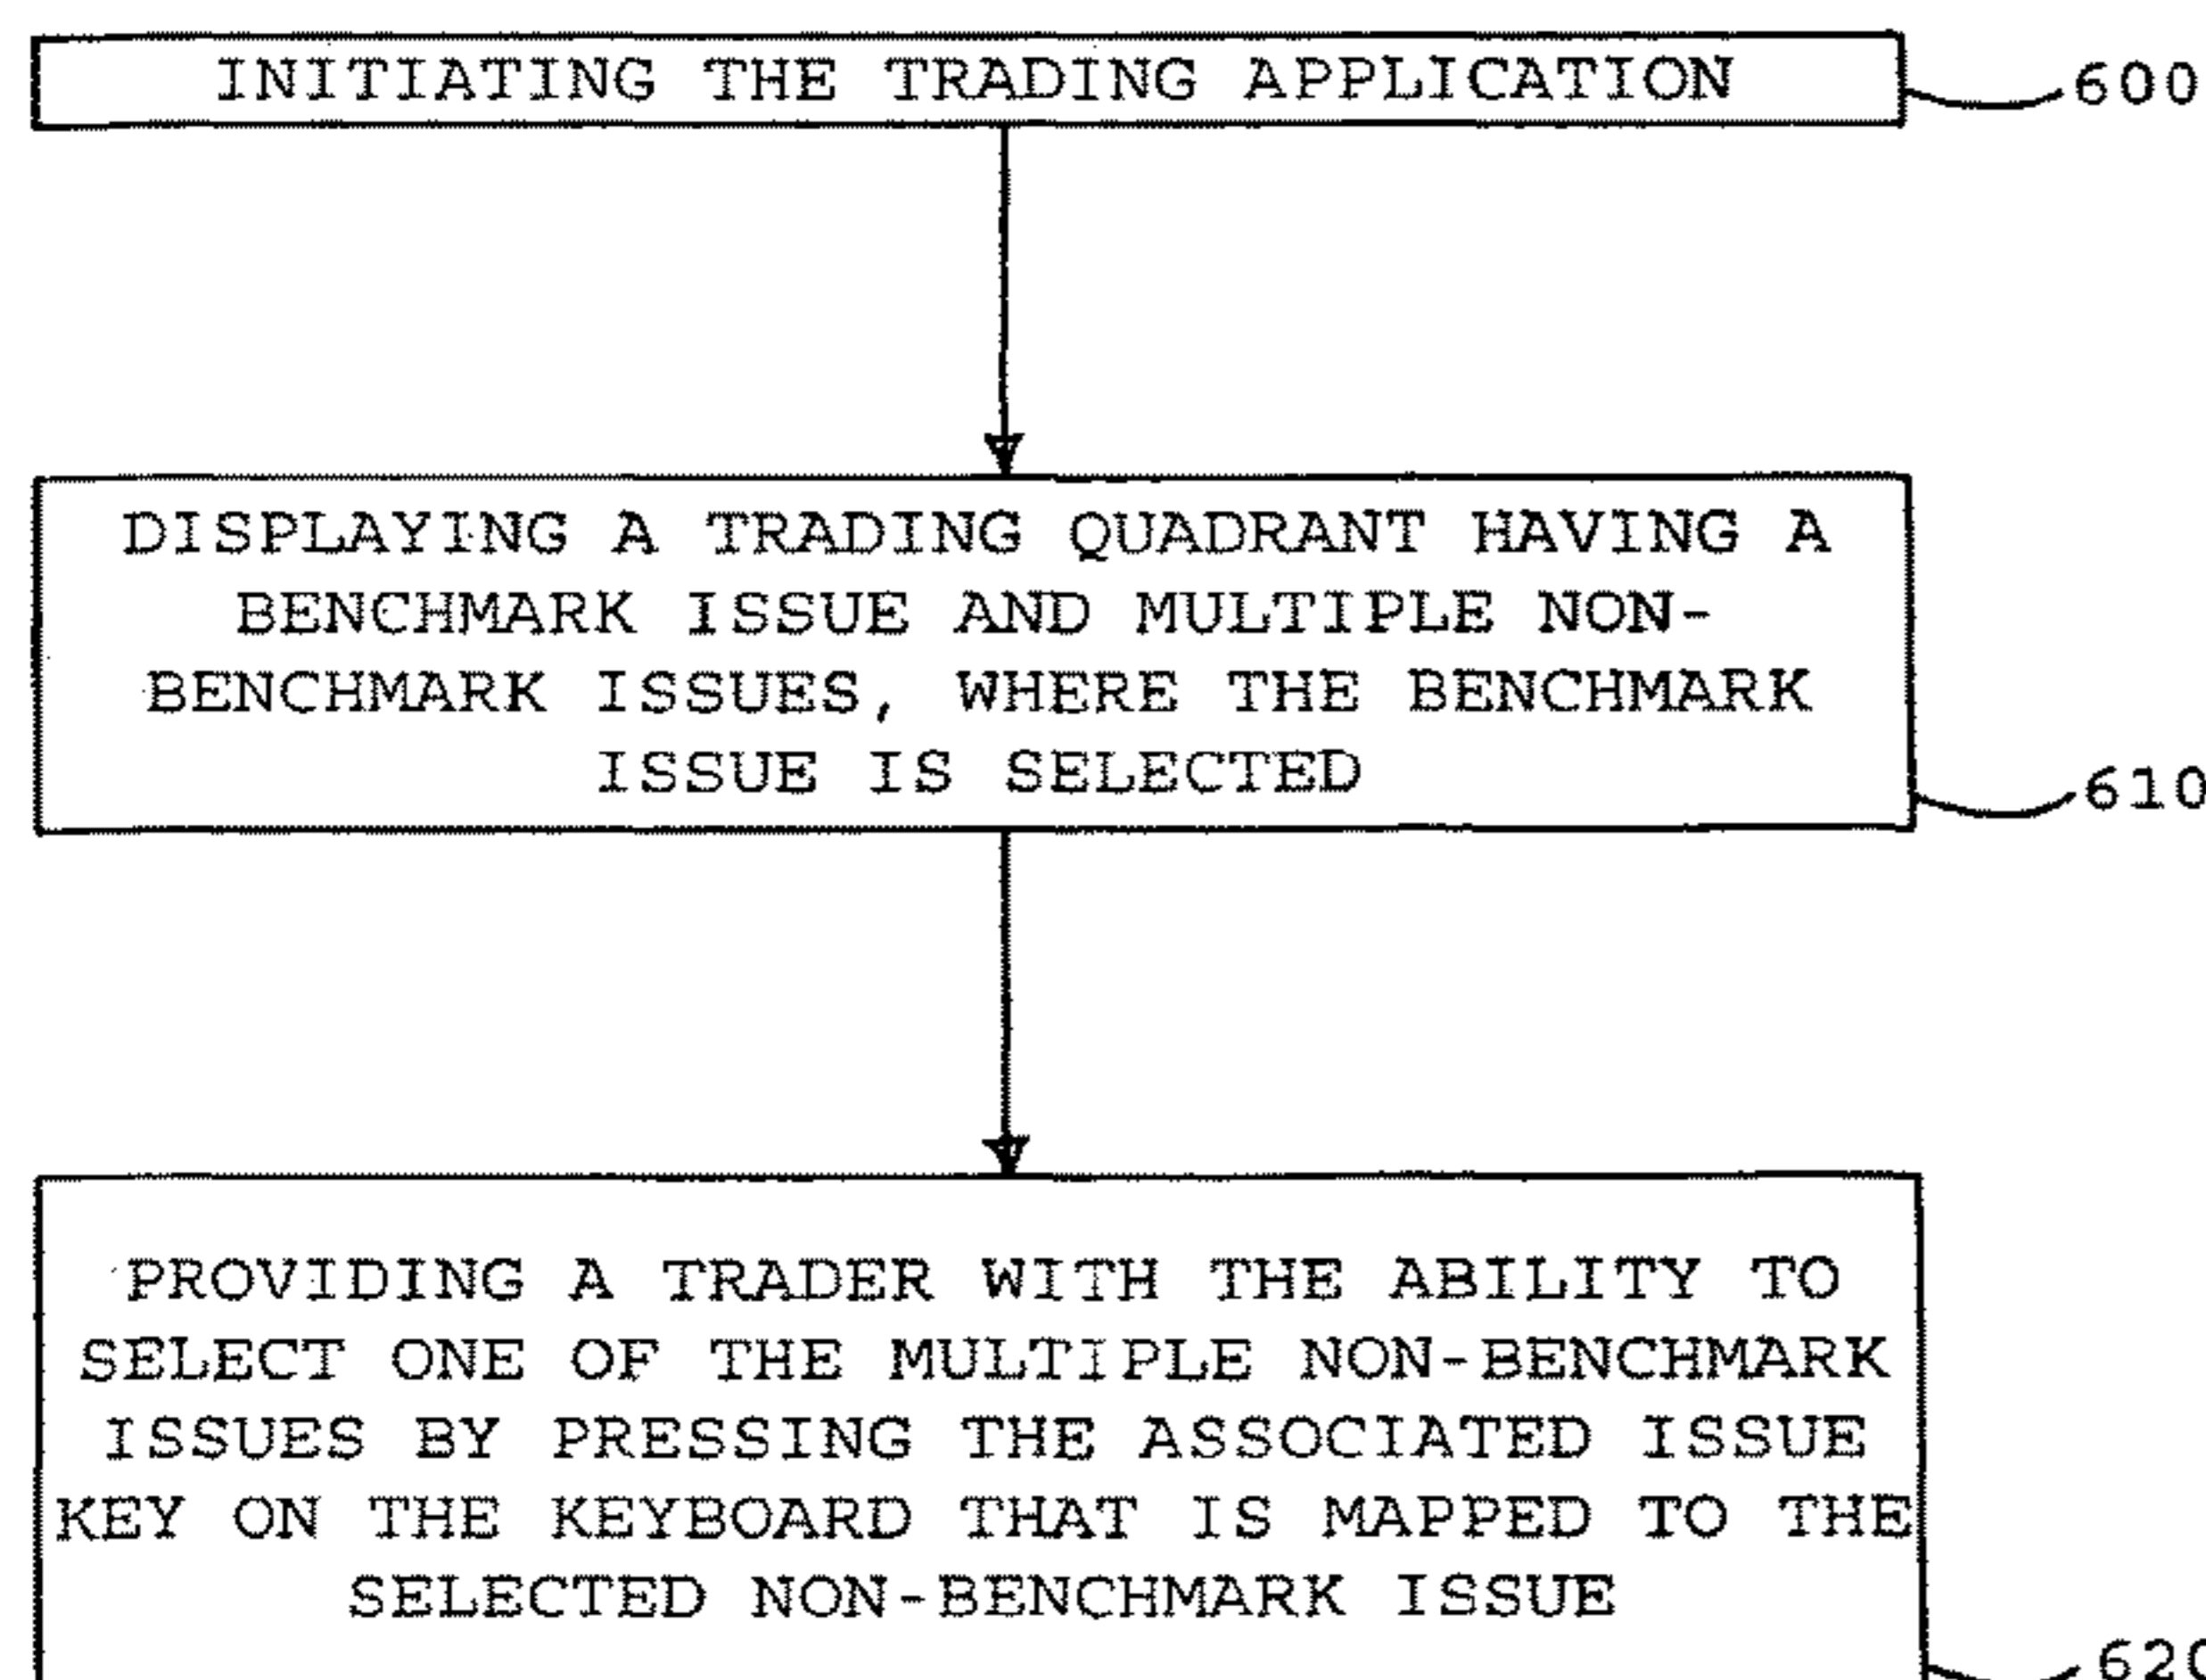 INITIATING THE TRADING APPLICATION
600
DISPLAYING A TRADING QUADRANT HAVING A
BENCHMARK ISSUE AND MULTIPLE NON-
BENCHMARK ISSUES, WHERE THE BENCHMARK
ISSUE IS SELECTED
610
PROVIDING A TRADER WITH THE ABILITY TO
SELECT ONE OF THE MULTIPLE NON-BENCHMARK
ISSUES BY PRESSING THE ASSOCIATED ISSUE
KEY ON THE KEYBOARD THAT IS MAPPED TO THE
SELECTED NON-BENCHMARK ISSUE
620